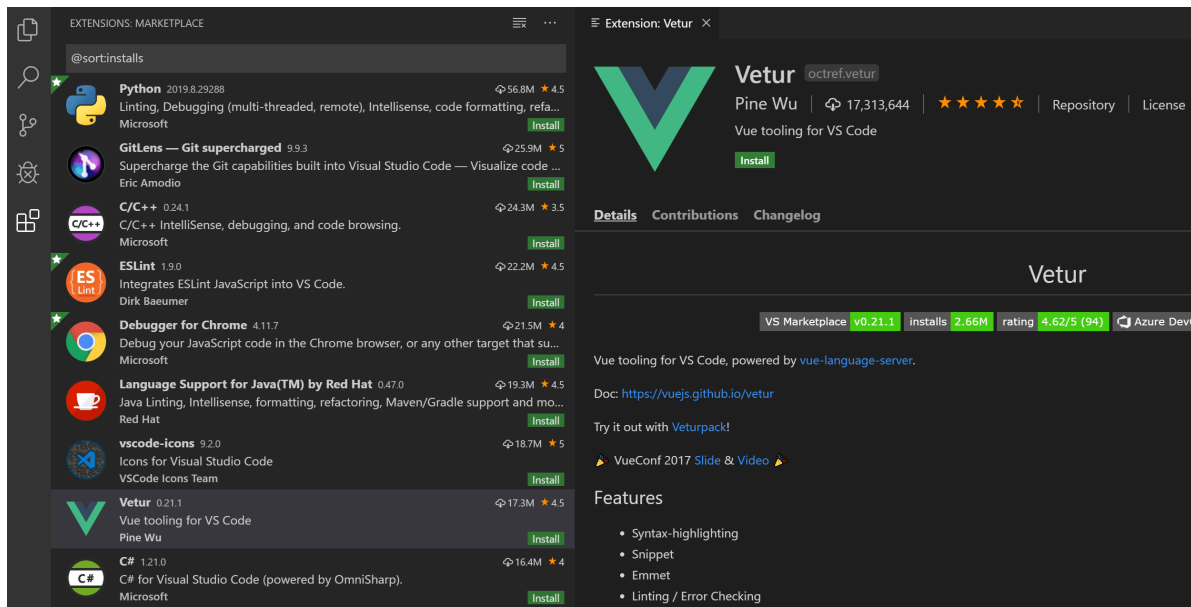 EXTENSIONS: MARKETPLACE
@sort:installs
Python 2019.8.29288 56.8M ★ 4.5
Linting, Debugging (multi-threaded, remote), Intellisense, code formatting, refa...
Microsoft Install
GitLens — Git supercharged 9.9.3 25.9M ★ 5
Supercharge the Git capabilities built into Visual Studio Code — Visualize code ...
Eric Amodio Install
C/C++
C/C++ 0.24.1 24.3M ★ 3.5
C/C++ IntelliSense, debugging, and code browsing.
Microsoft Install
ES
Lint
ESLint 1.9.0 22.2M ★ 4.5
Integrates ESLint JavaScript into VS Code.
Dirk Baeumer Install
Debugger for Chrome 4.11.7 21.5M ★ 4
Debug your JavaScript code in the Chrome browser, or any other target that su...
Microsoft Install
Language Support for Java(TM) by Red Hat 0.47.0 19.3M ★ 4.5
Java Linting, Intellisense, formatting, refactoring, Maven/Gradle support and mo...
Red Hat Install
vscode-icons 9.2.0 18.7M ★ 5
Icons for Visual Studio Code
VSCode Icons Team Install
Vetur 0.21.1 17.3M ★ 4.5
Vue tooling for VS Code
Pine Wu Install
C#
C# 1.21.0 16.4M ★ 4
C# for Visual Studio Code (powered by OmniSharp).
Microsoft Install
Extension: Vetur ×
Vetur octref.vetur
Pine Wu | 17,313,644 | Repository | License
Vue tooling for VS Code
Install
Details Contributions Changelog
Vetur
VS Marketplace v0.21.1 installs 2.66M rating 4.62/5 (94) Azure Dev
Vue tooling for VS Code, powered by vue-language-server.
Doc: https://vuejs.github.io/vetur
Try it out with Veturpack!
🎉 VueConf 2017 Slide & Video 🎉
Features
• Syntax-highlighting
• Snippet
• Emmet
• Linting / Error Checking